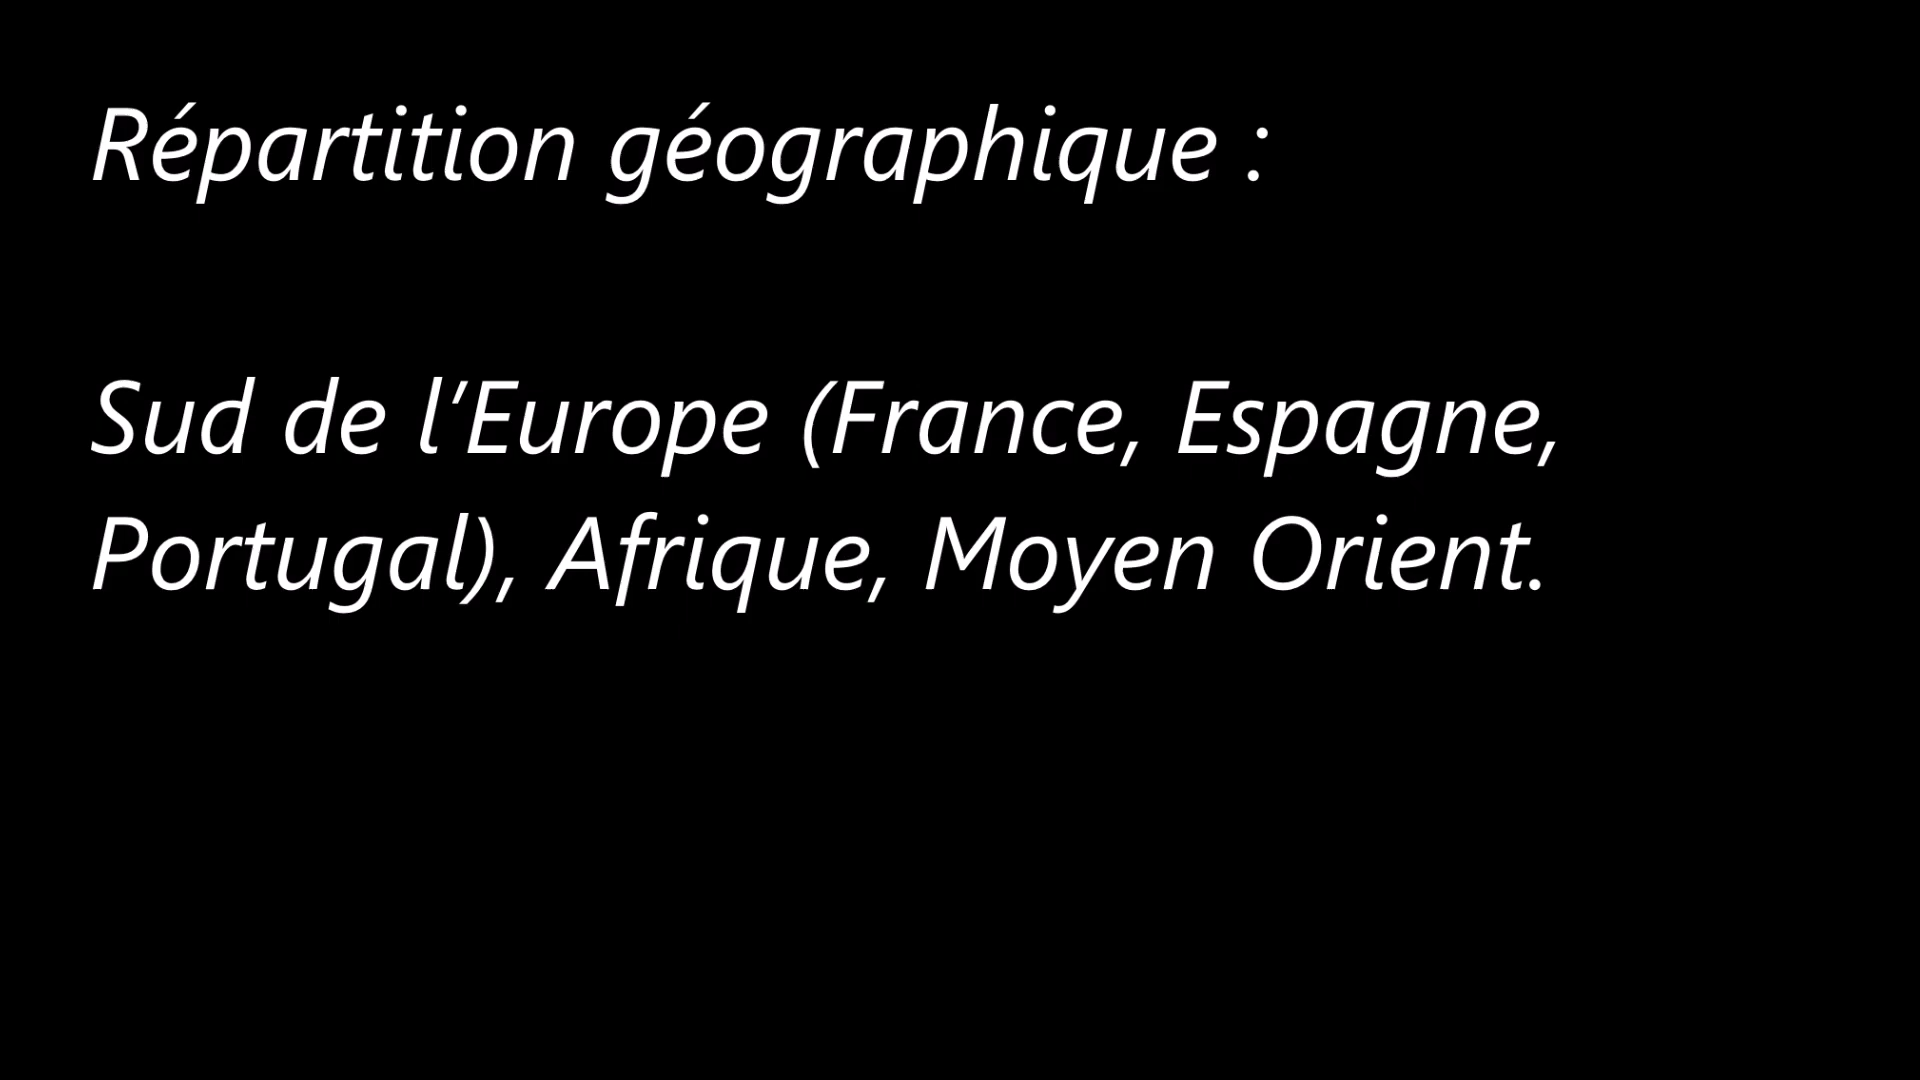 Répartition géographique :
Sud de l’Europe (France, Espagne,
Portugal), Afrique, Moyen Orient.